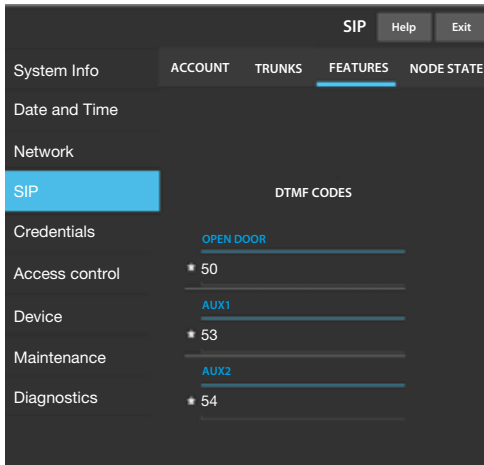 SIP Help Exit
System Info
Date and Time
Network
SIP
Credentials
Access control
Device
Maintenance
Diagnostics
ACCOUNT TRUNKS FEATURES NODE STATE
DTMF CODES
OPEN DOOR
* 50
AUX1
* 53
AUX2
* 54